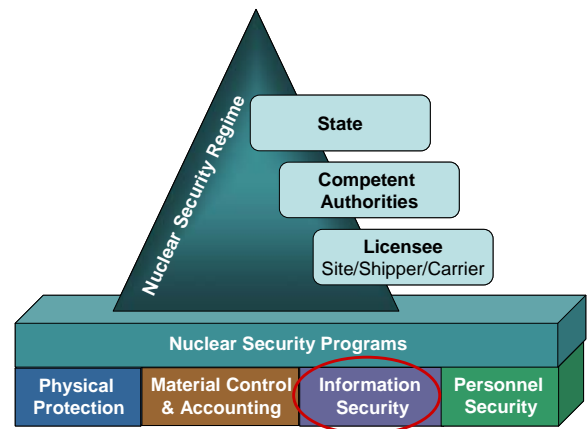 Nuclear Security Regime
State
Competent
Authorities
Licensee
Site/Shipper/Carrier
Nuclear Security Programs
Physical
Protection
Material Control
& Accounting
Information
Security
Personnel
Security